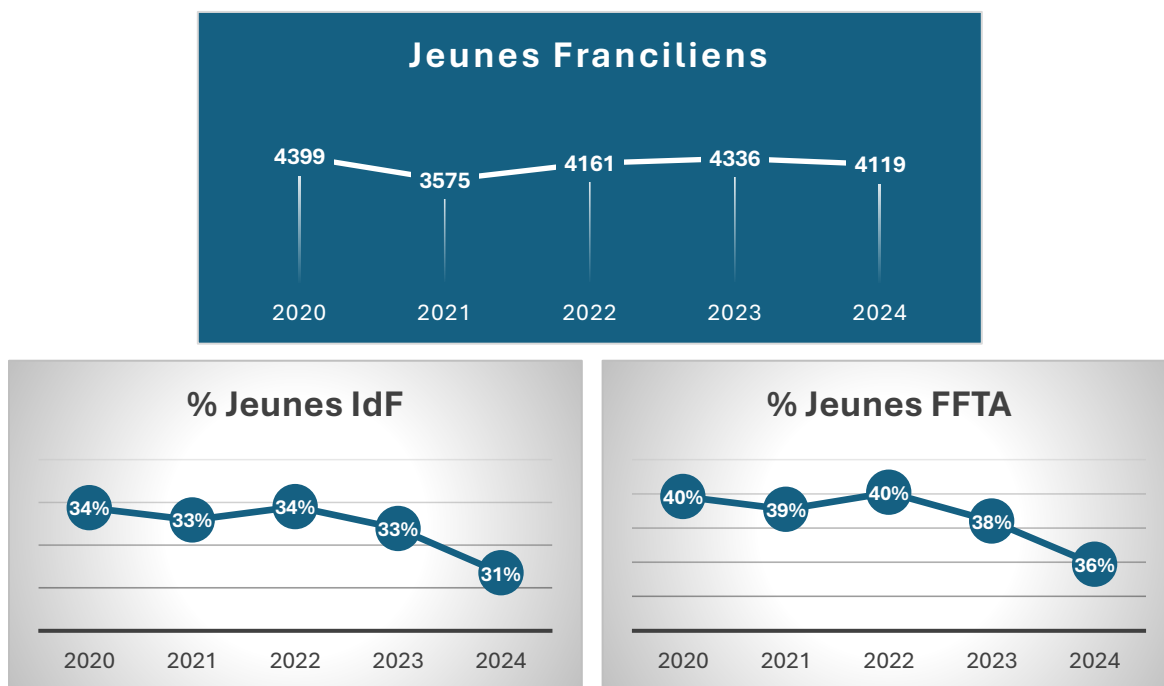 Jeunes Franciliens
4399 3575 4161 4336 4119
2020 2021 2022 2023 2024
% Jeunes IdF
34% 33% 34% 33% 31%
2020 2021 2022 2023 2024
% Jeunes FFTA
40% 39% 40% 38% 36%
2020 2021 2022 2023 2024